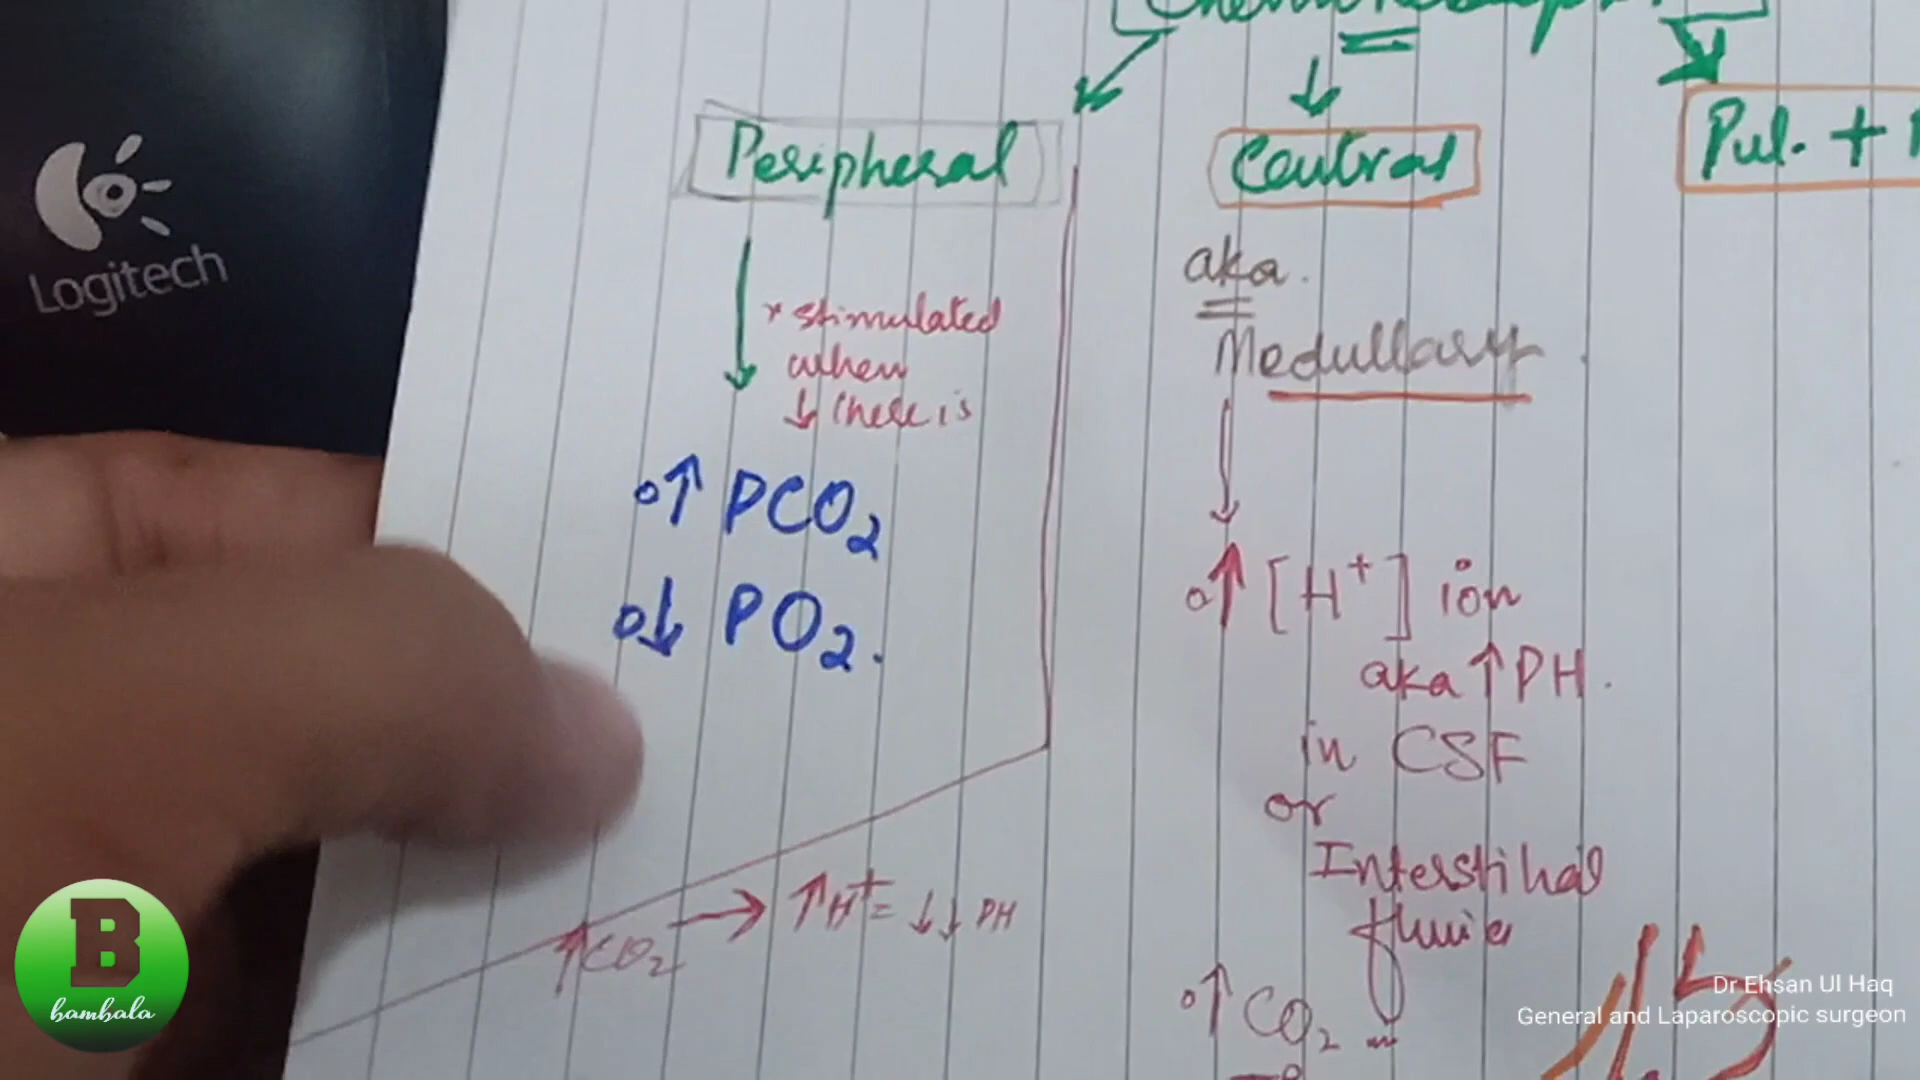 Peripheral
Central
Pul. +
aka.
Medullary.
* stimulated
when
↓ there is
↑ PCO₂
↓ PO₂.
↑ [H⁺] ion
aka ↑ PH.
in CSF
or
Interstitial
fluid
↑CO₂ → ↑H⁺ = ↓↓ PH
↑ CO₂
Logitech
B
bambala
Dr Ehsan Ul Haq
General and Laparoscopic surgeon